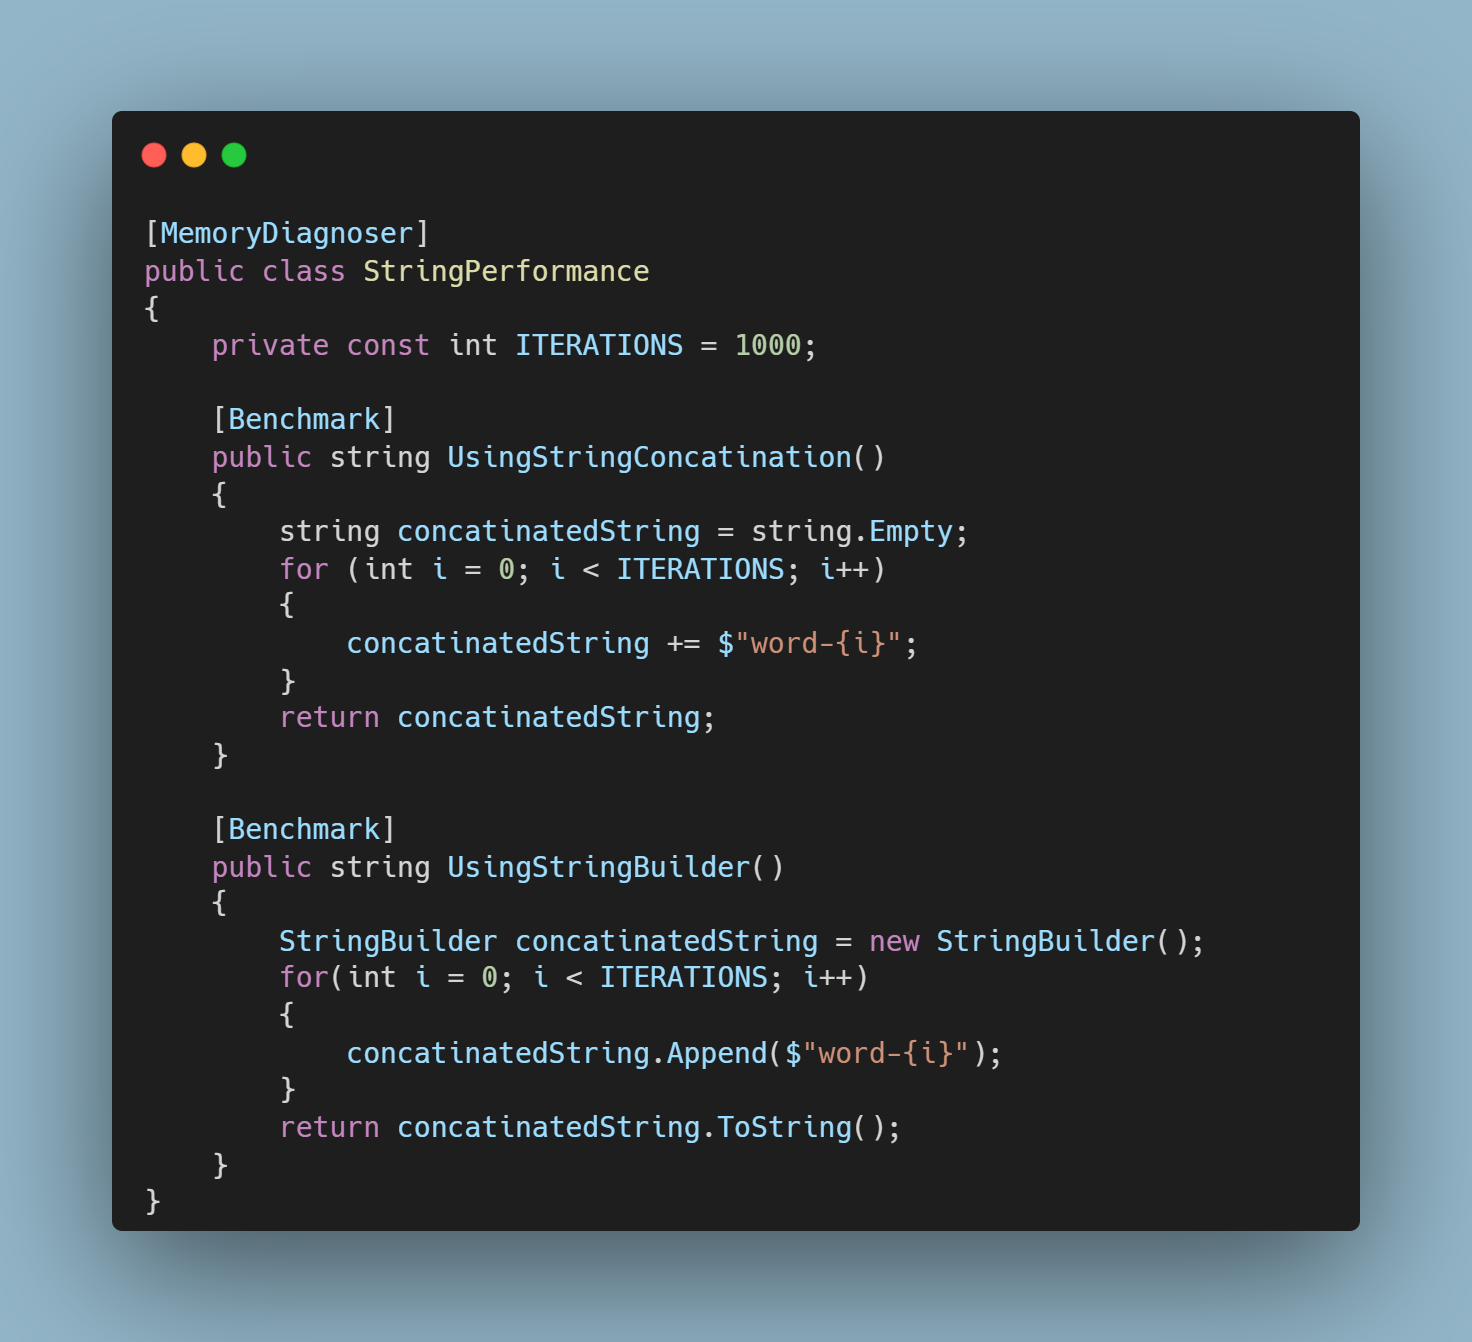 [MemoryDiagnoser]
public class StringPerformance
{
    private const int ITERATIONS = 1000;

    [Benchmark]
    public string UsingStringConcatination()
    {
        string concatinatedString = string.Empty;
        for (int i = 0; i < ITERATIONS; i++)
        {
            concatinatedString += $"word-{i}";
        }
        return concatinatedString;
    }

    [Benchmark]
    public string UsingStringBuilder()
    {
        StringBuilder concatinatedString = new StringBuilder();
        for(int i = 0; i < ITERATIONS; i++)
        {
            concatinatedString.Append($"word-{i}");
        }
        return concatinatedString.ToString();
    }
}